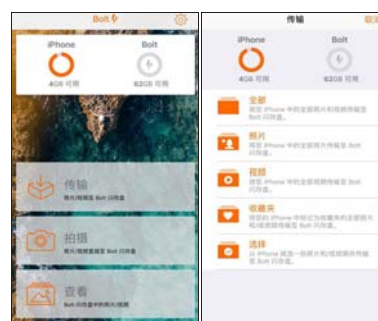 Bolt
iPhone
Bolt
4GB 可用
62GB 可用
传输
照片/视频至 Bolt 闪存盘
拍摄
照片/视频直接至 Bolt 闪存盘
查看
Bolt 闪存盘中的照片/视频
传输
取消
iPhone
Bolt
4GB 可用
62GB 可用
全部
将您 iPhone 中的全部照片和视频传输至
Bolt 闪存盘。
照片
将您 iPhone 中的全部照片传输至 Bolt
闪存盘。
视频
将您 iPhone 中的全部视频传输至 Bolt
闪存盘。
收藏夹
将您的 iPhone 中标记为收藏夹的全部照片
和/或视频传输至 Bolt 闪存盘。
选择
从 iPhone 挑选一些照片和/或视频并传输
至 Bolt 闪存盘。